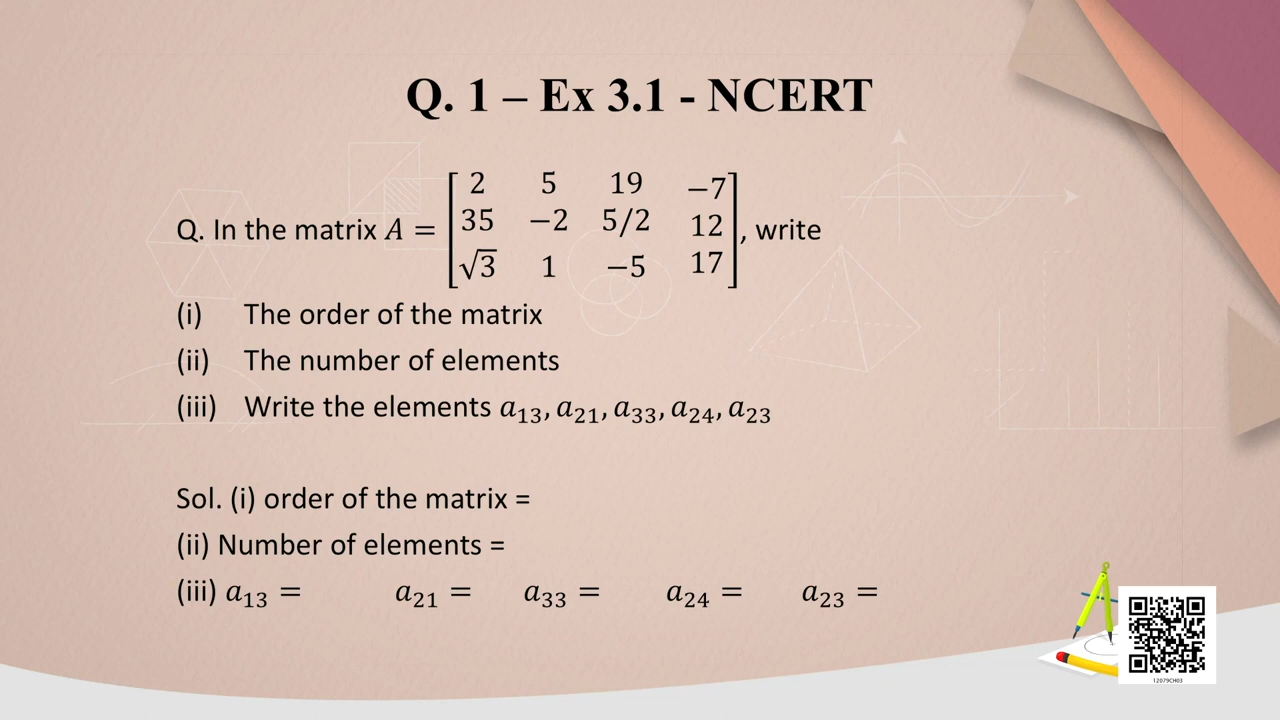 Q. 1 – Ex 3.1 - NCERT
Q. In the matrix A = [2 5 19 −7
35 −2 5/2 12
√3 1 −5 17], write
(i) The order of the matrix
(ii) The number of elements
(iii) Write the elements a₁₃, a₂₁, a₃₃, a₂₄, a₂₃
Sol. (i) order of the matrix =
(ii) Number of elements =
(iii) a₁₃ = a₂₁ = a₃₃ = a₂₄ = a₂₃ =
12079CH03